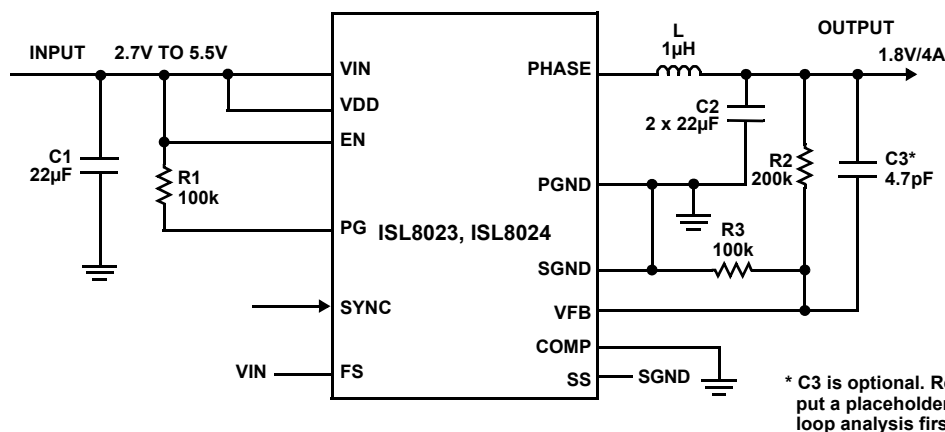 INPUT
2.7V TO 5.5V
VIN
VDD
EN
PG
SYNC
FS
ISL8023, ISL8024
PHASE
PGND
SGND
VFB
COMP
SS
C1
22µF
R1
100k
VIN
L
1µH
OUTPUT
1.8V/4A
C2
2 x 22µF
R2
200k
C3*
4.7pF
R3
100k
SGND
* C3 is optional.
put a placeholder
loop analysis firs